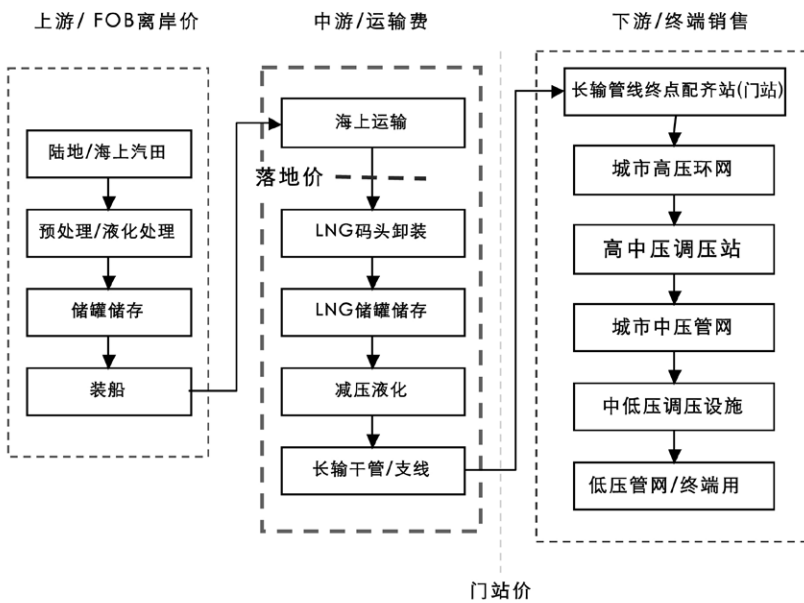 上游/ FOB离岸价
陆地/海上汽田
预处理/液化处理
储罐储存
装船
中游/运输费
海上运输
落地价
LNG码头卸装
LNG储罐储存
减压液化
长输干管/支线
下游/终端销售
长输管线终点配齐站(门站)
城市高压环网
高中压调压站
城市中压管网
中低压调压设施
低压管网/终端用
门站价